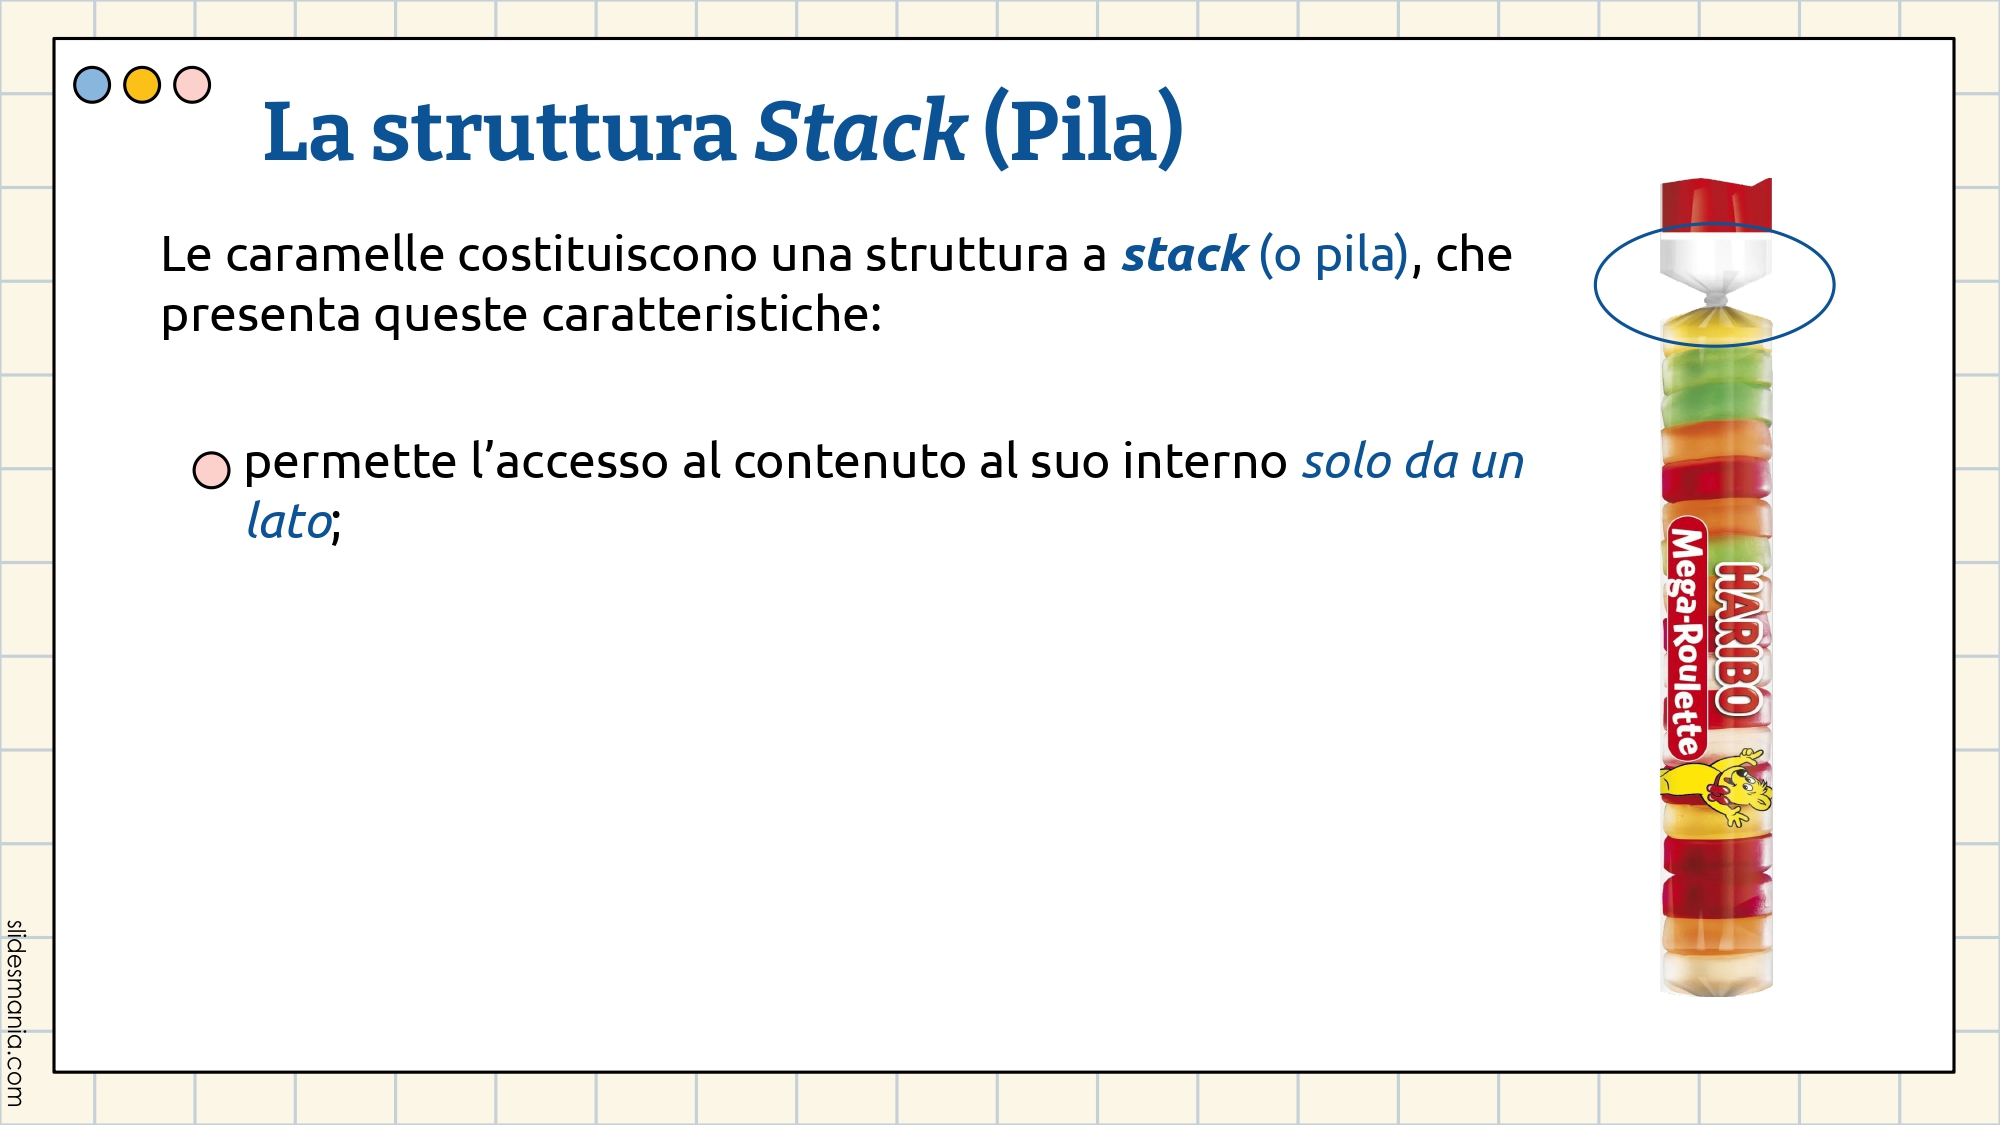 La struttura Stack (Pila)
Le caramelle costituiscono una struttura a stack (o pila), che
presenta queste caratteristiche:
permette l’accesso al contenuto al suo interno solo da un
lato;
HARIBO
Mega-Roulette
slidesmania.com